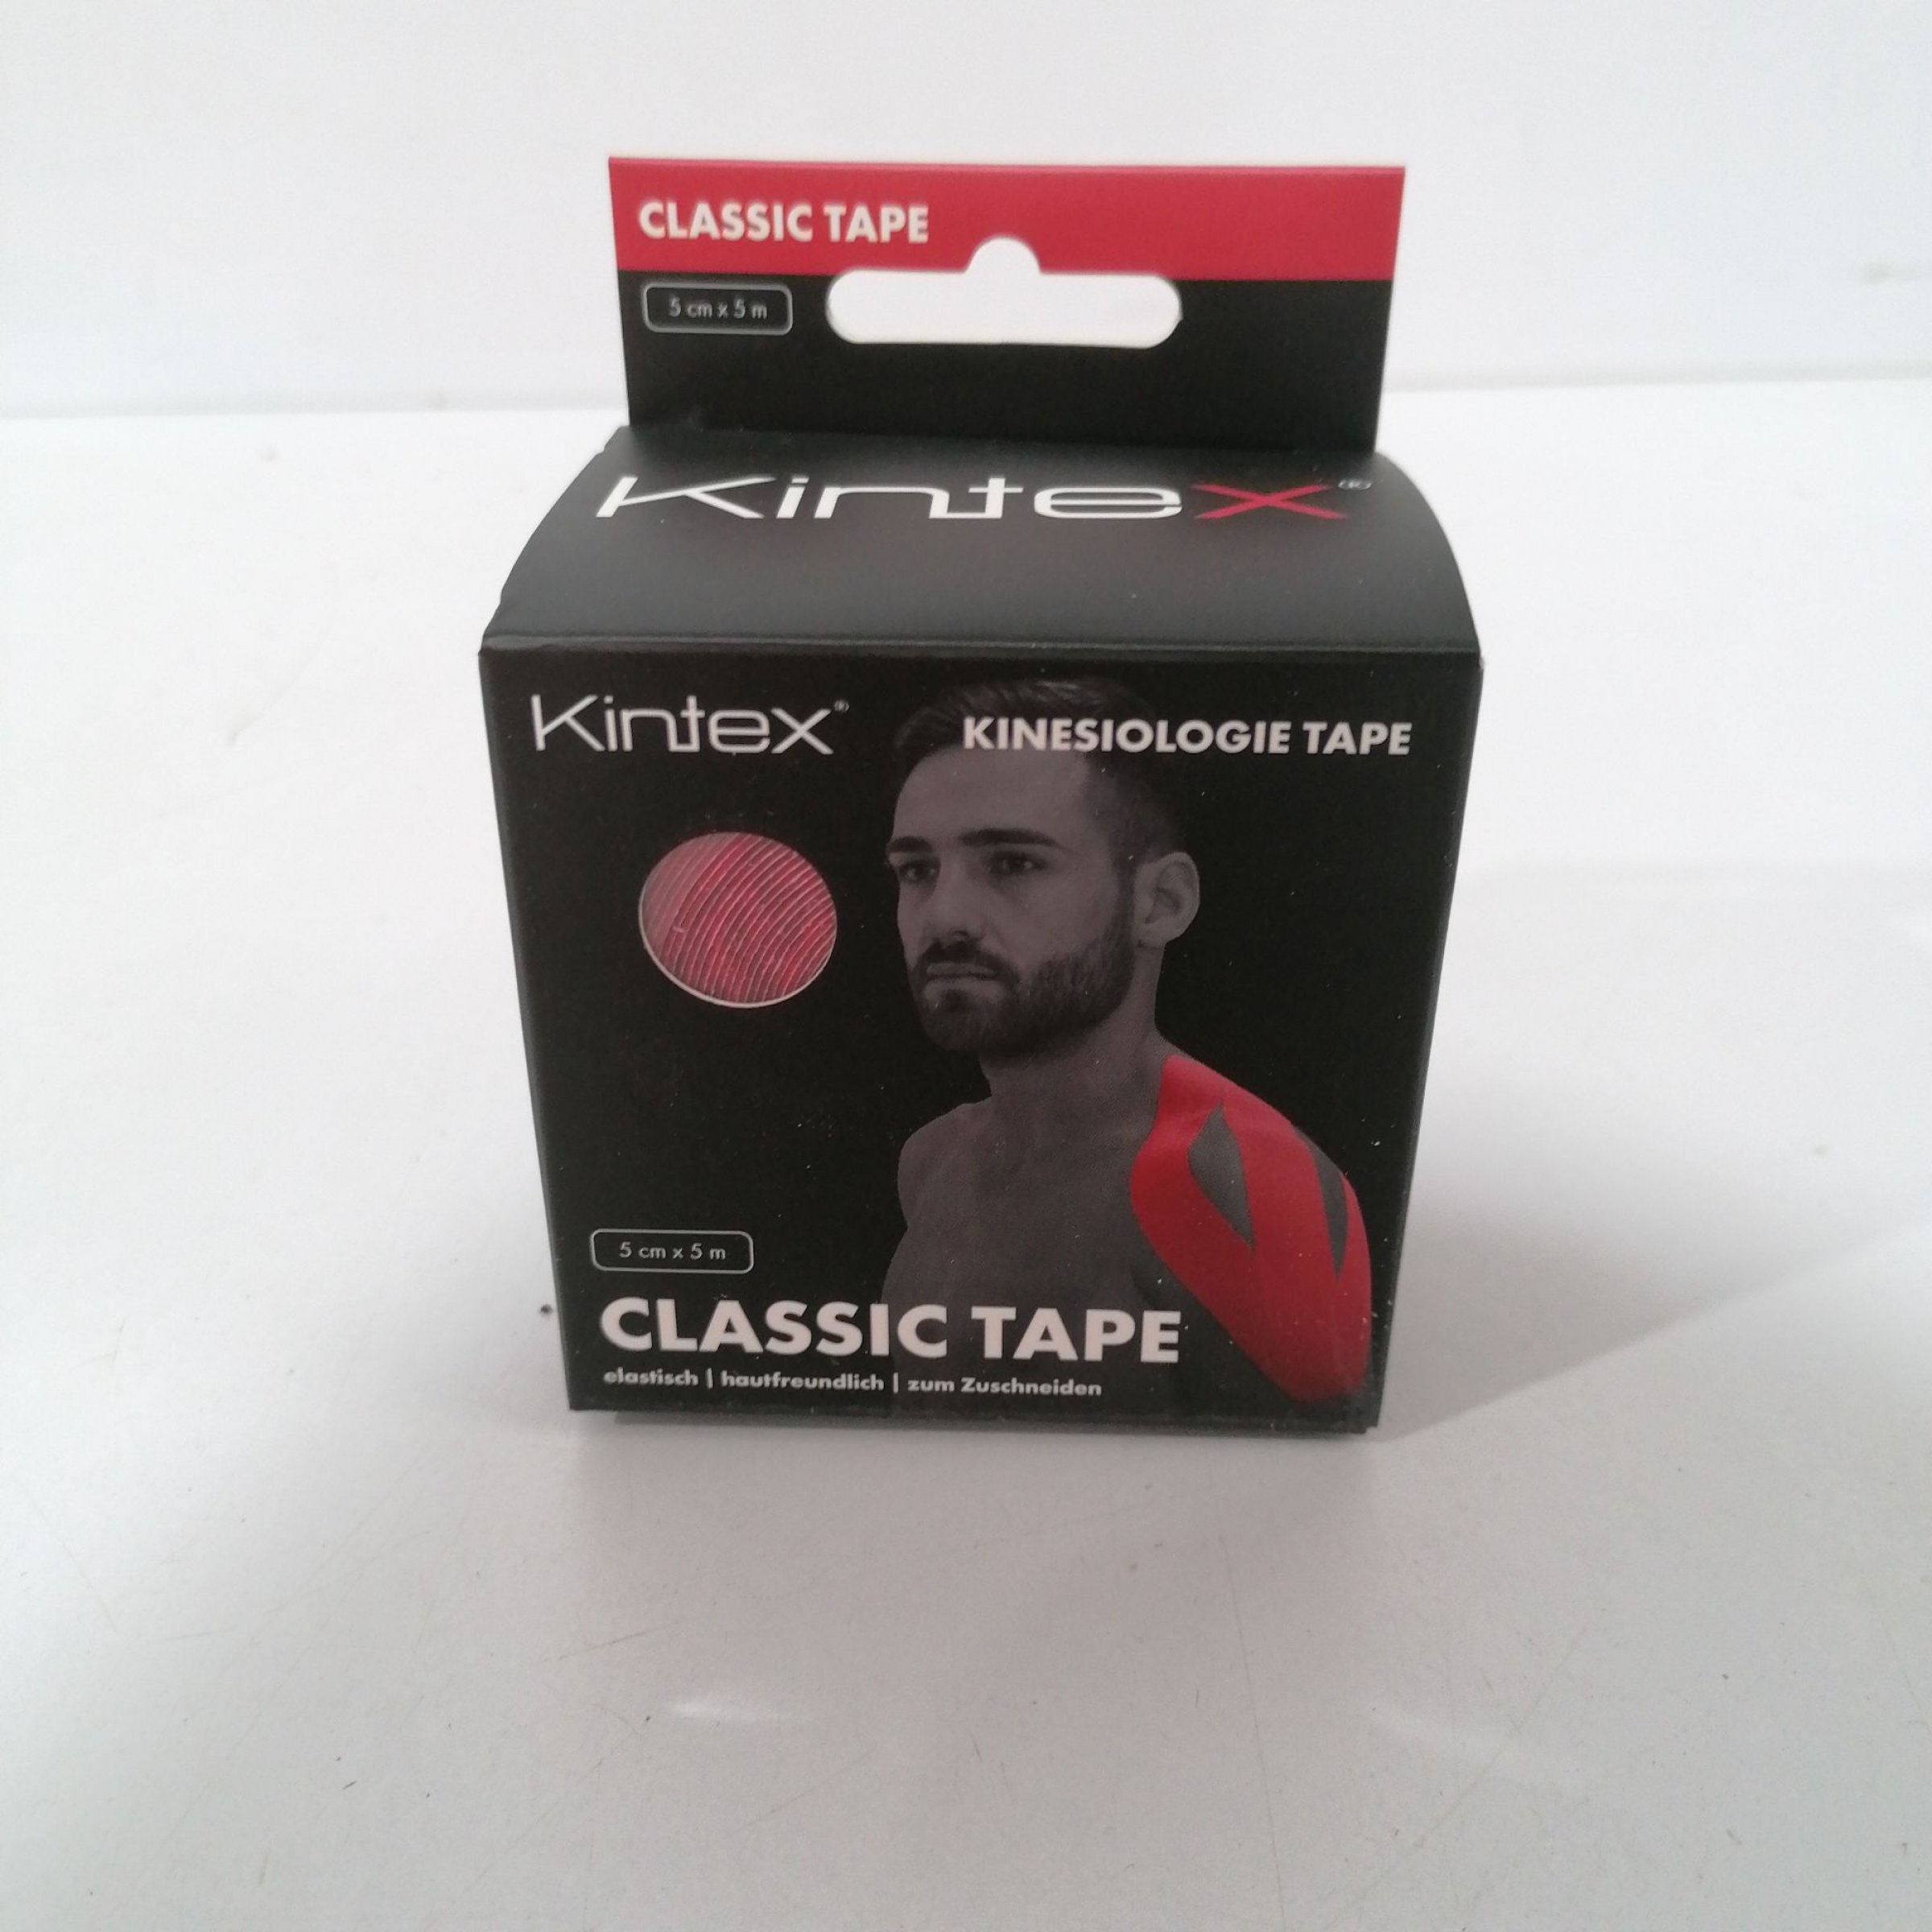 CLASSIC TAPE
5 cm x 5 m
Kintex®
Kintex® KINESIOLOGIE TAPE
5 cm x 5 m
CLASSIC TAPE
elastisch | hautfreundlich | zum Zuschneiden